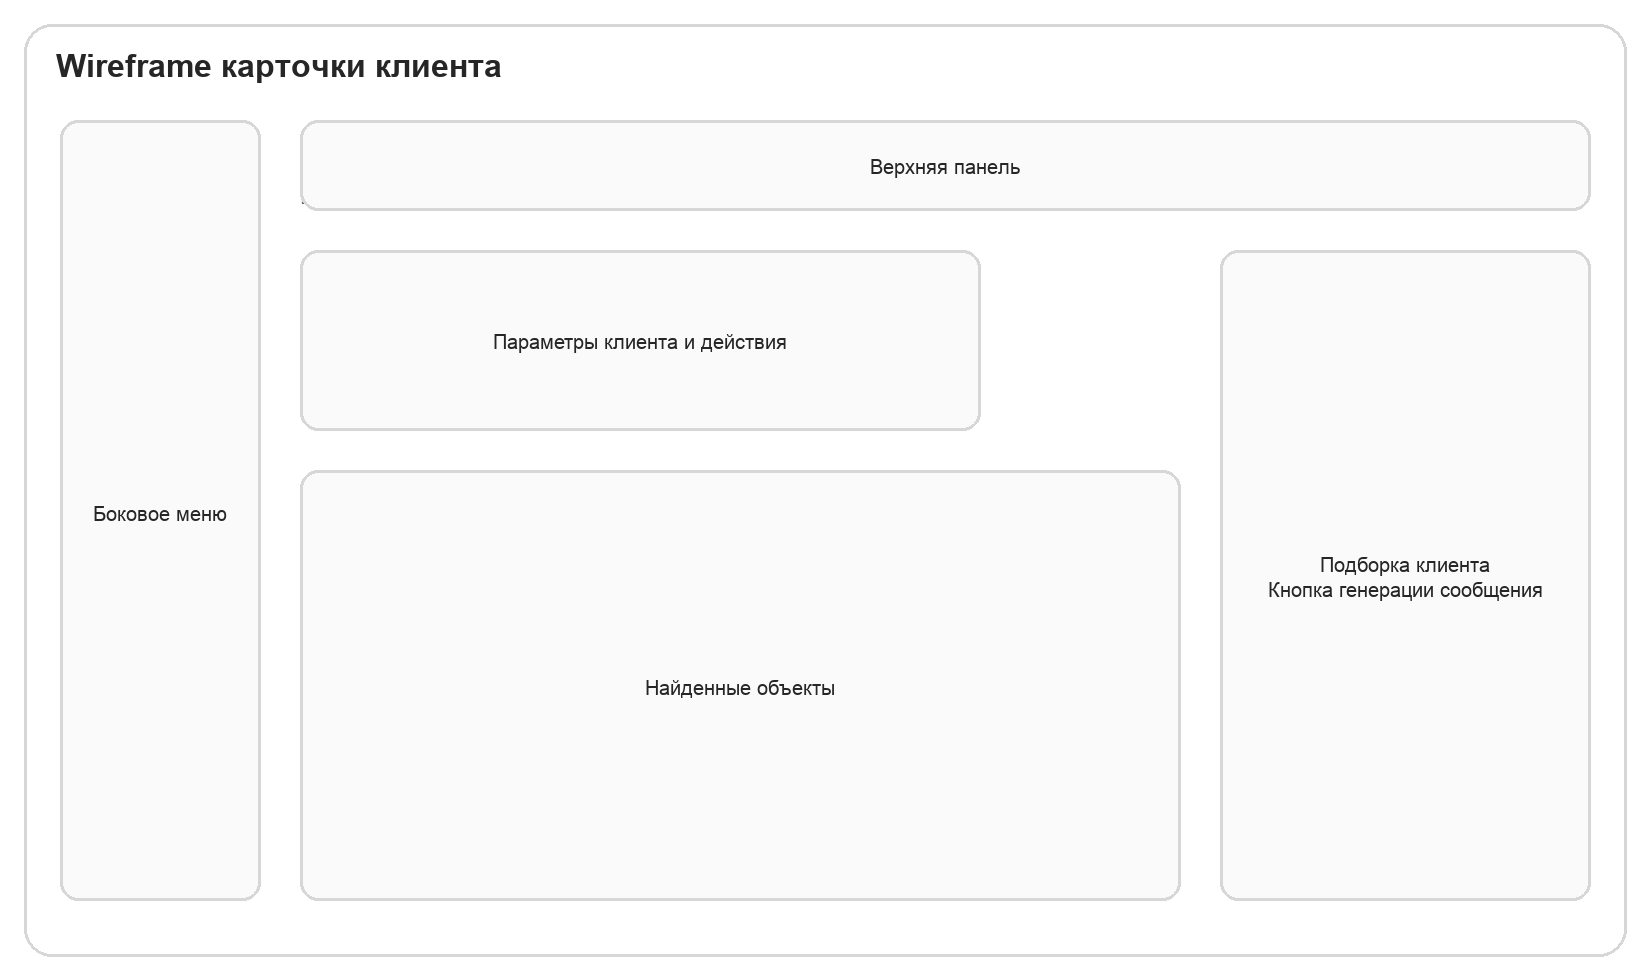 Wireframe карточки клиента
Верхняя панель
Параметры клиента и действия
Боковое меню
Подборка клиента
Кнопка генерации сообщения
Найденные объекты